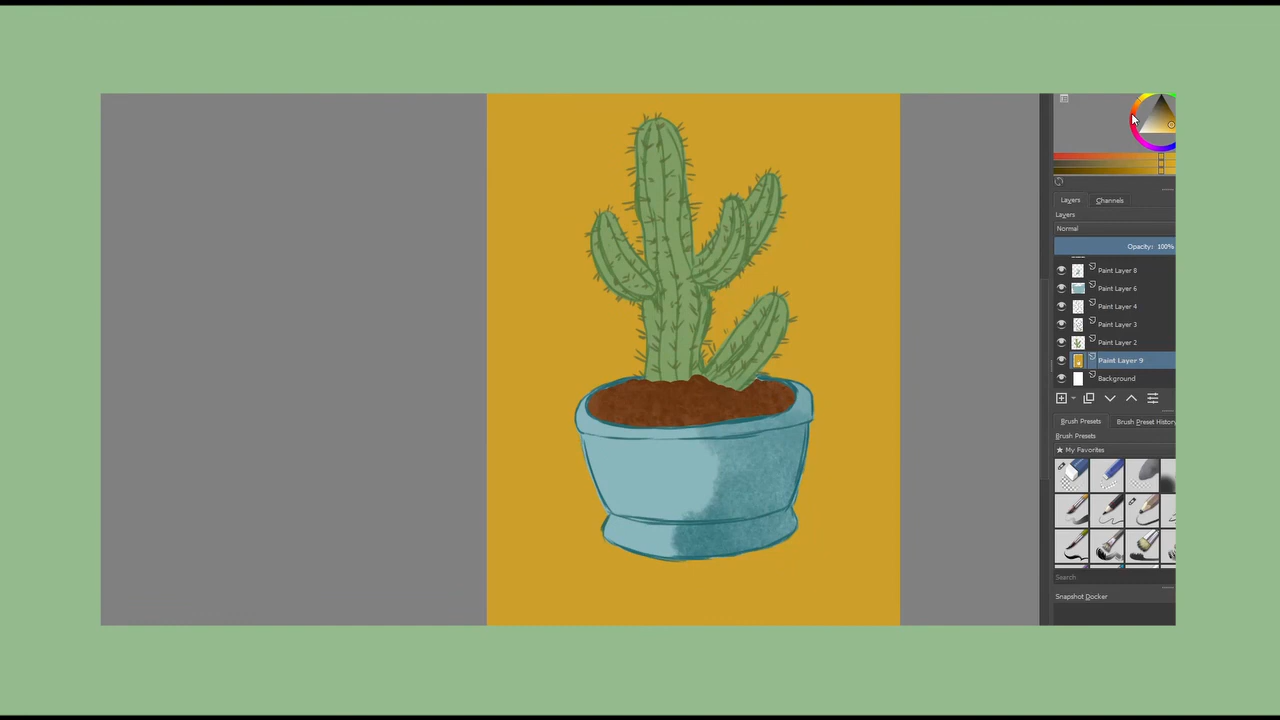 Layers Channels
Layers
Normal
Opacity: 100%
Paint Layer 8
Paint Layer 6
Paint Layer 4
Paint Layer 3
Paint Layer 2
Paint Layer 9
Background
Brush Presets Brush Preset History
Brush Presets
★ My Favorites
Search
Snapshot Docker